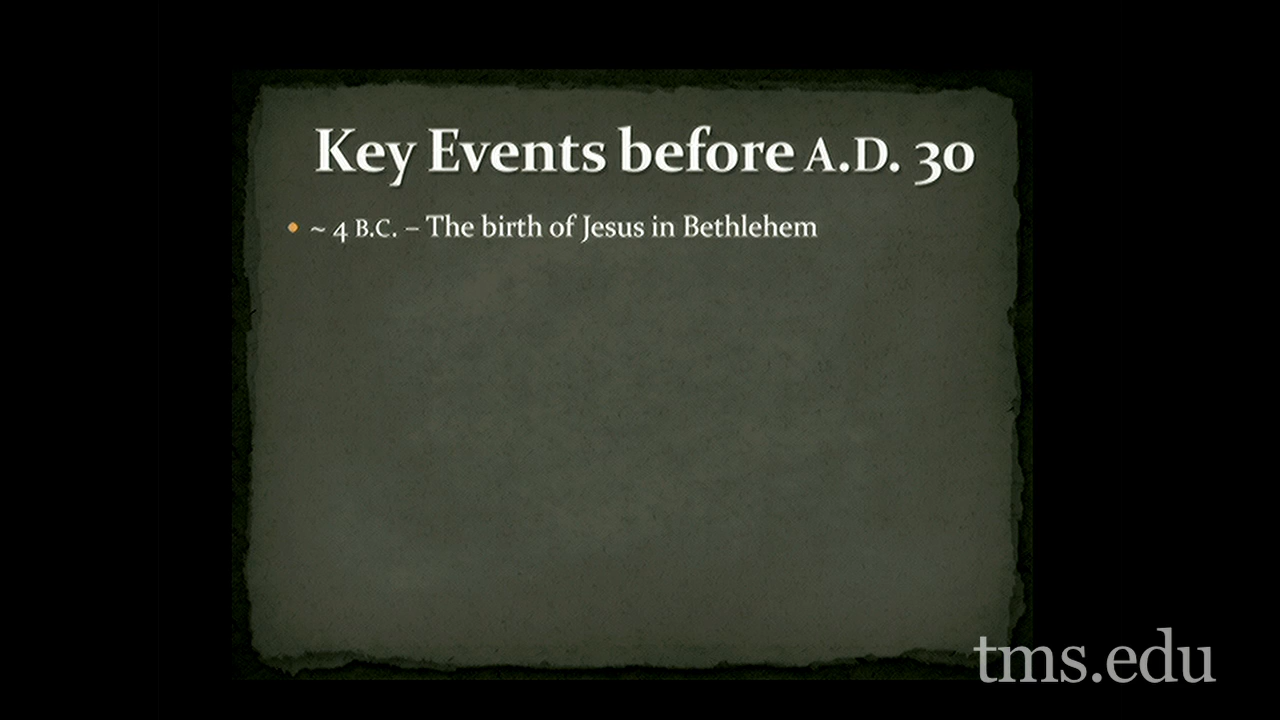 Key Events before A.D. 30
• ~ 4 B.C. – The birth of Jesus in Bethlehem
tms.edu